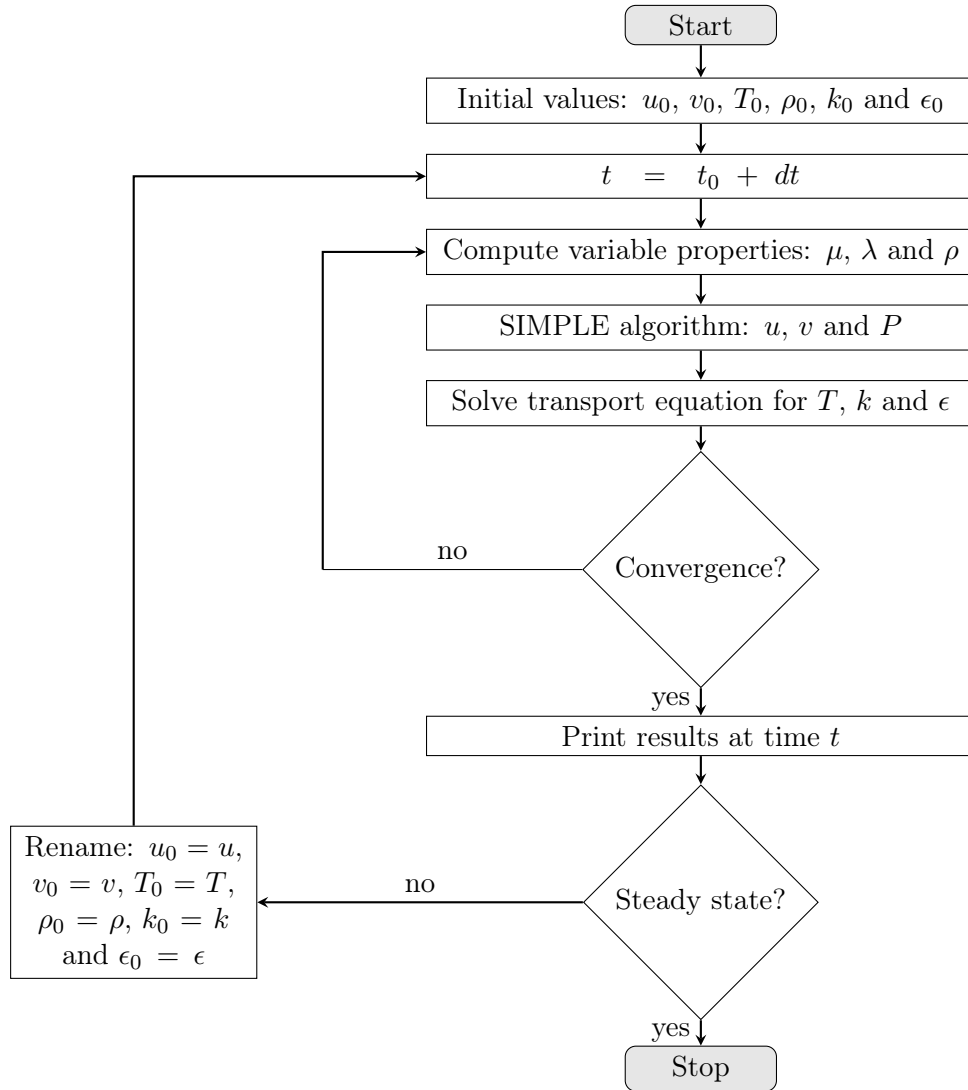 Start
Initial values: u₀, v₀, T₀, ρ₀, k₀ and ϵ₀
t = t₀ + dt
Compute variable properties: μ, λ and ρ
SIMPLE algorithm: u, v and P
Solve transport equation for T, k and ϵ
Convergence?
no
yes
Print results at time t
Steady state?
no
Rename: u₀ = u,
v₀ = v, T₀ = T,
ρ₀ = ρ, k₀ = k
and ϵ₀ = ϵ
yes
Stop